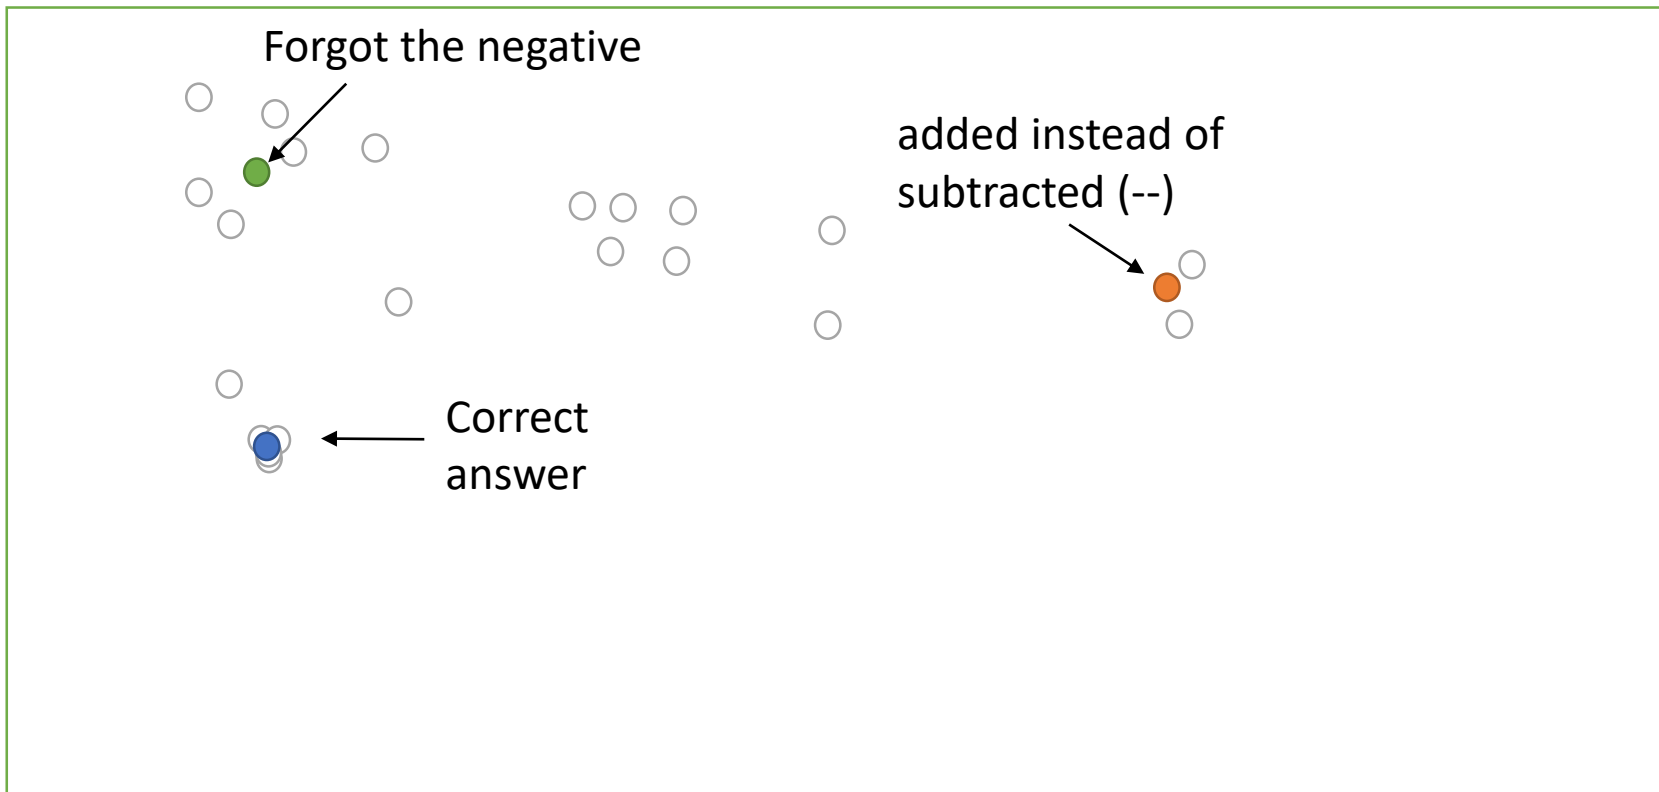 Forgot the negative
added instead of
subtracted (--)
Correct
answer